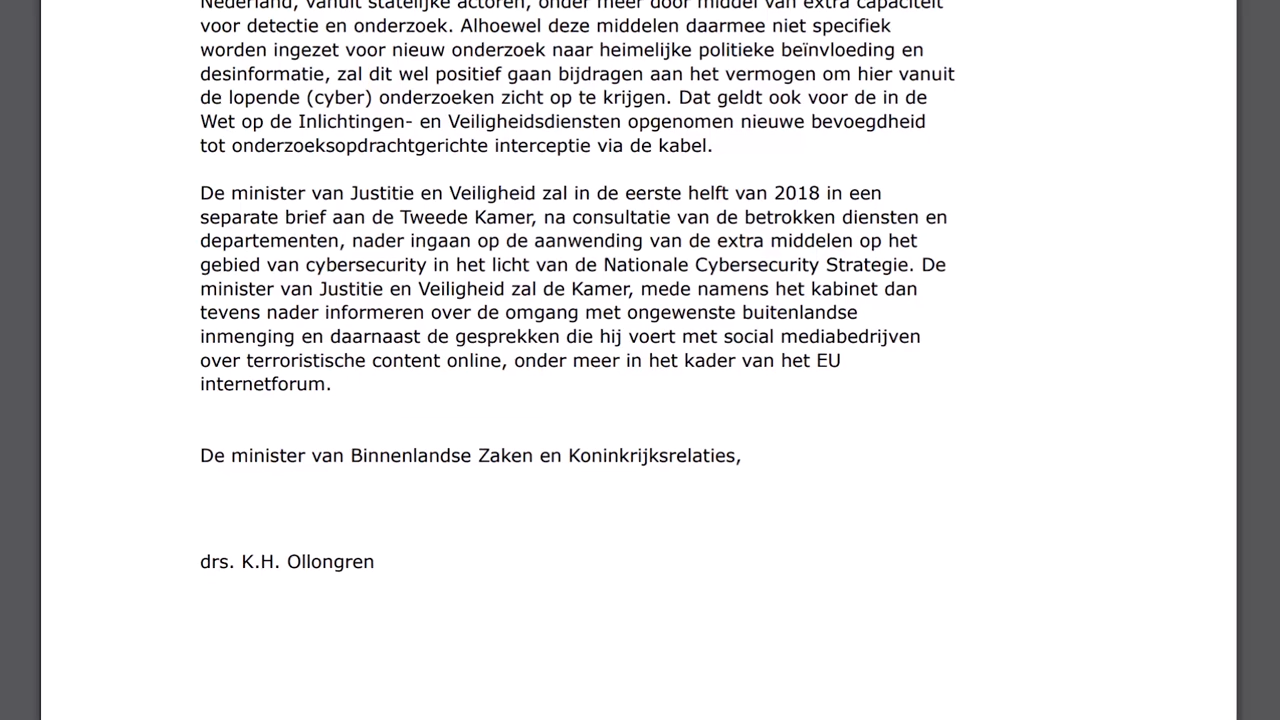 Nederland, vanuit statelijke actoren, onder meer door middel van extra capaciteit
voor detectie en onderzoek. Alhoewel deze middelen daarmee niet specifiek
worden ingezet voor nieuw onderzoek naar heimelijke politieke beïnvloeding en
desinformatie, zal dit wel positief gaan bijdragen aan het vermogen om hier vanuit
de lopende (cyber) onderzoeken zicht op te krijgen. Dat geldt ook voor de in de
Wet op de Inlichtingen- en Veiligheidsdiensten opgenomen nieuwe bevoegdheid
tot onderzoeksopdrachtgerichte interceptie via de kabel.
De minister van Justitie en Veiligheid zal in de eerste helft van 2018 in een
separate brief aan de Tweede Kamer, na consultatie van de betrokken diensten en
departementen, nader ingaan op de aanwending van de extra middelen op het
gebied van cybersecurity in het licht van de Nationale Cybersecurity Strategie. De
minister van Justitie en Veiligheid zal de Kamer, mede namens het kabinet dan
tevens nader informeren over de omgang met ongewenste buitenlandse
inmenging en daarnaast de gesprekken die hij voert met social mediabedrijven
over terroristische content online, onder meer in het kader van het EU
internetforum.
De minister van Binnenlandse Zaken en Koninkrijksrelaties,
drs. K.H. Ollongren